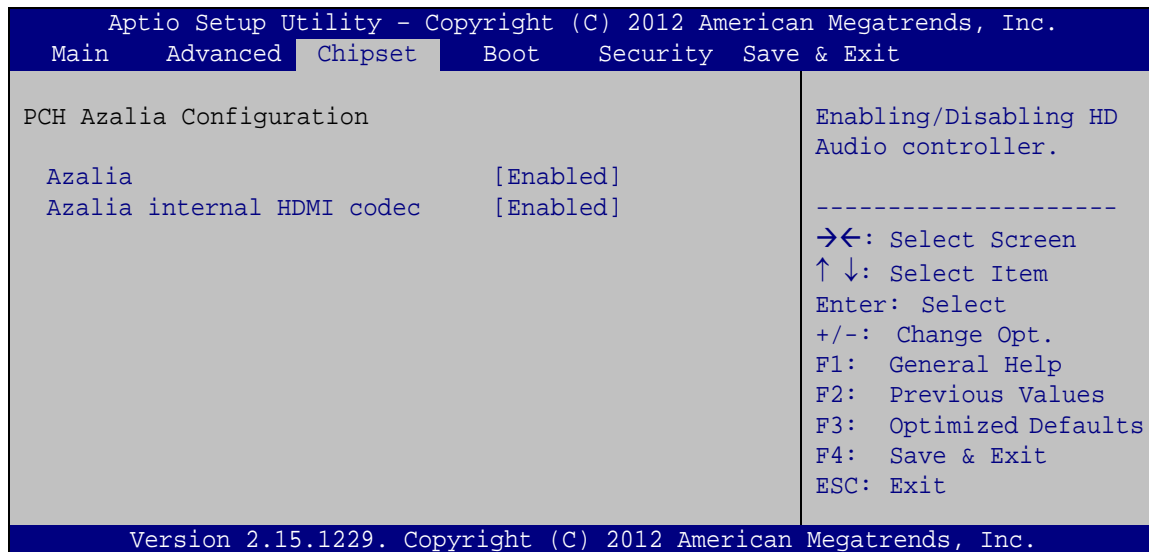 Aptio Setup Utility – Copyright (C) 2012 American Megatrends, Inc.
Main Advanced Chipset Boot Security Save & Exit
PCH Azalia Configuration
Azalia [Enabled]
Azalia internal HDMI codec [Enabled]
Enabling/Disabling HD
Audio controller.
---------------------
→←: Select Screen
↑ ↓: Select Item
Enter: Select
+/-: Change Opt.
F1: General Help
F2: Previous Values
F3: Optimized Defaults
F4: Save & Exit
ESC: Exit
Version 2.15.1229. Copyright (C) 2012 American Megatrends, Inc.